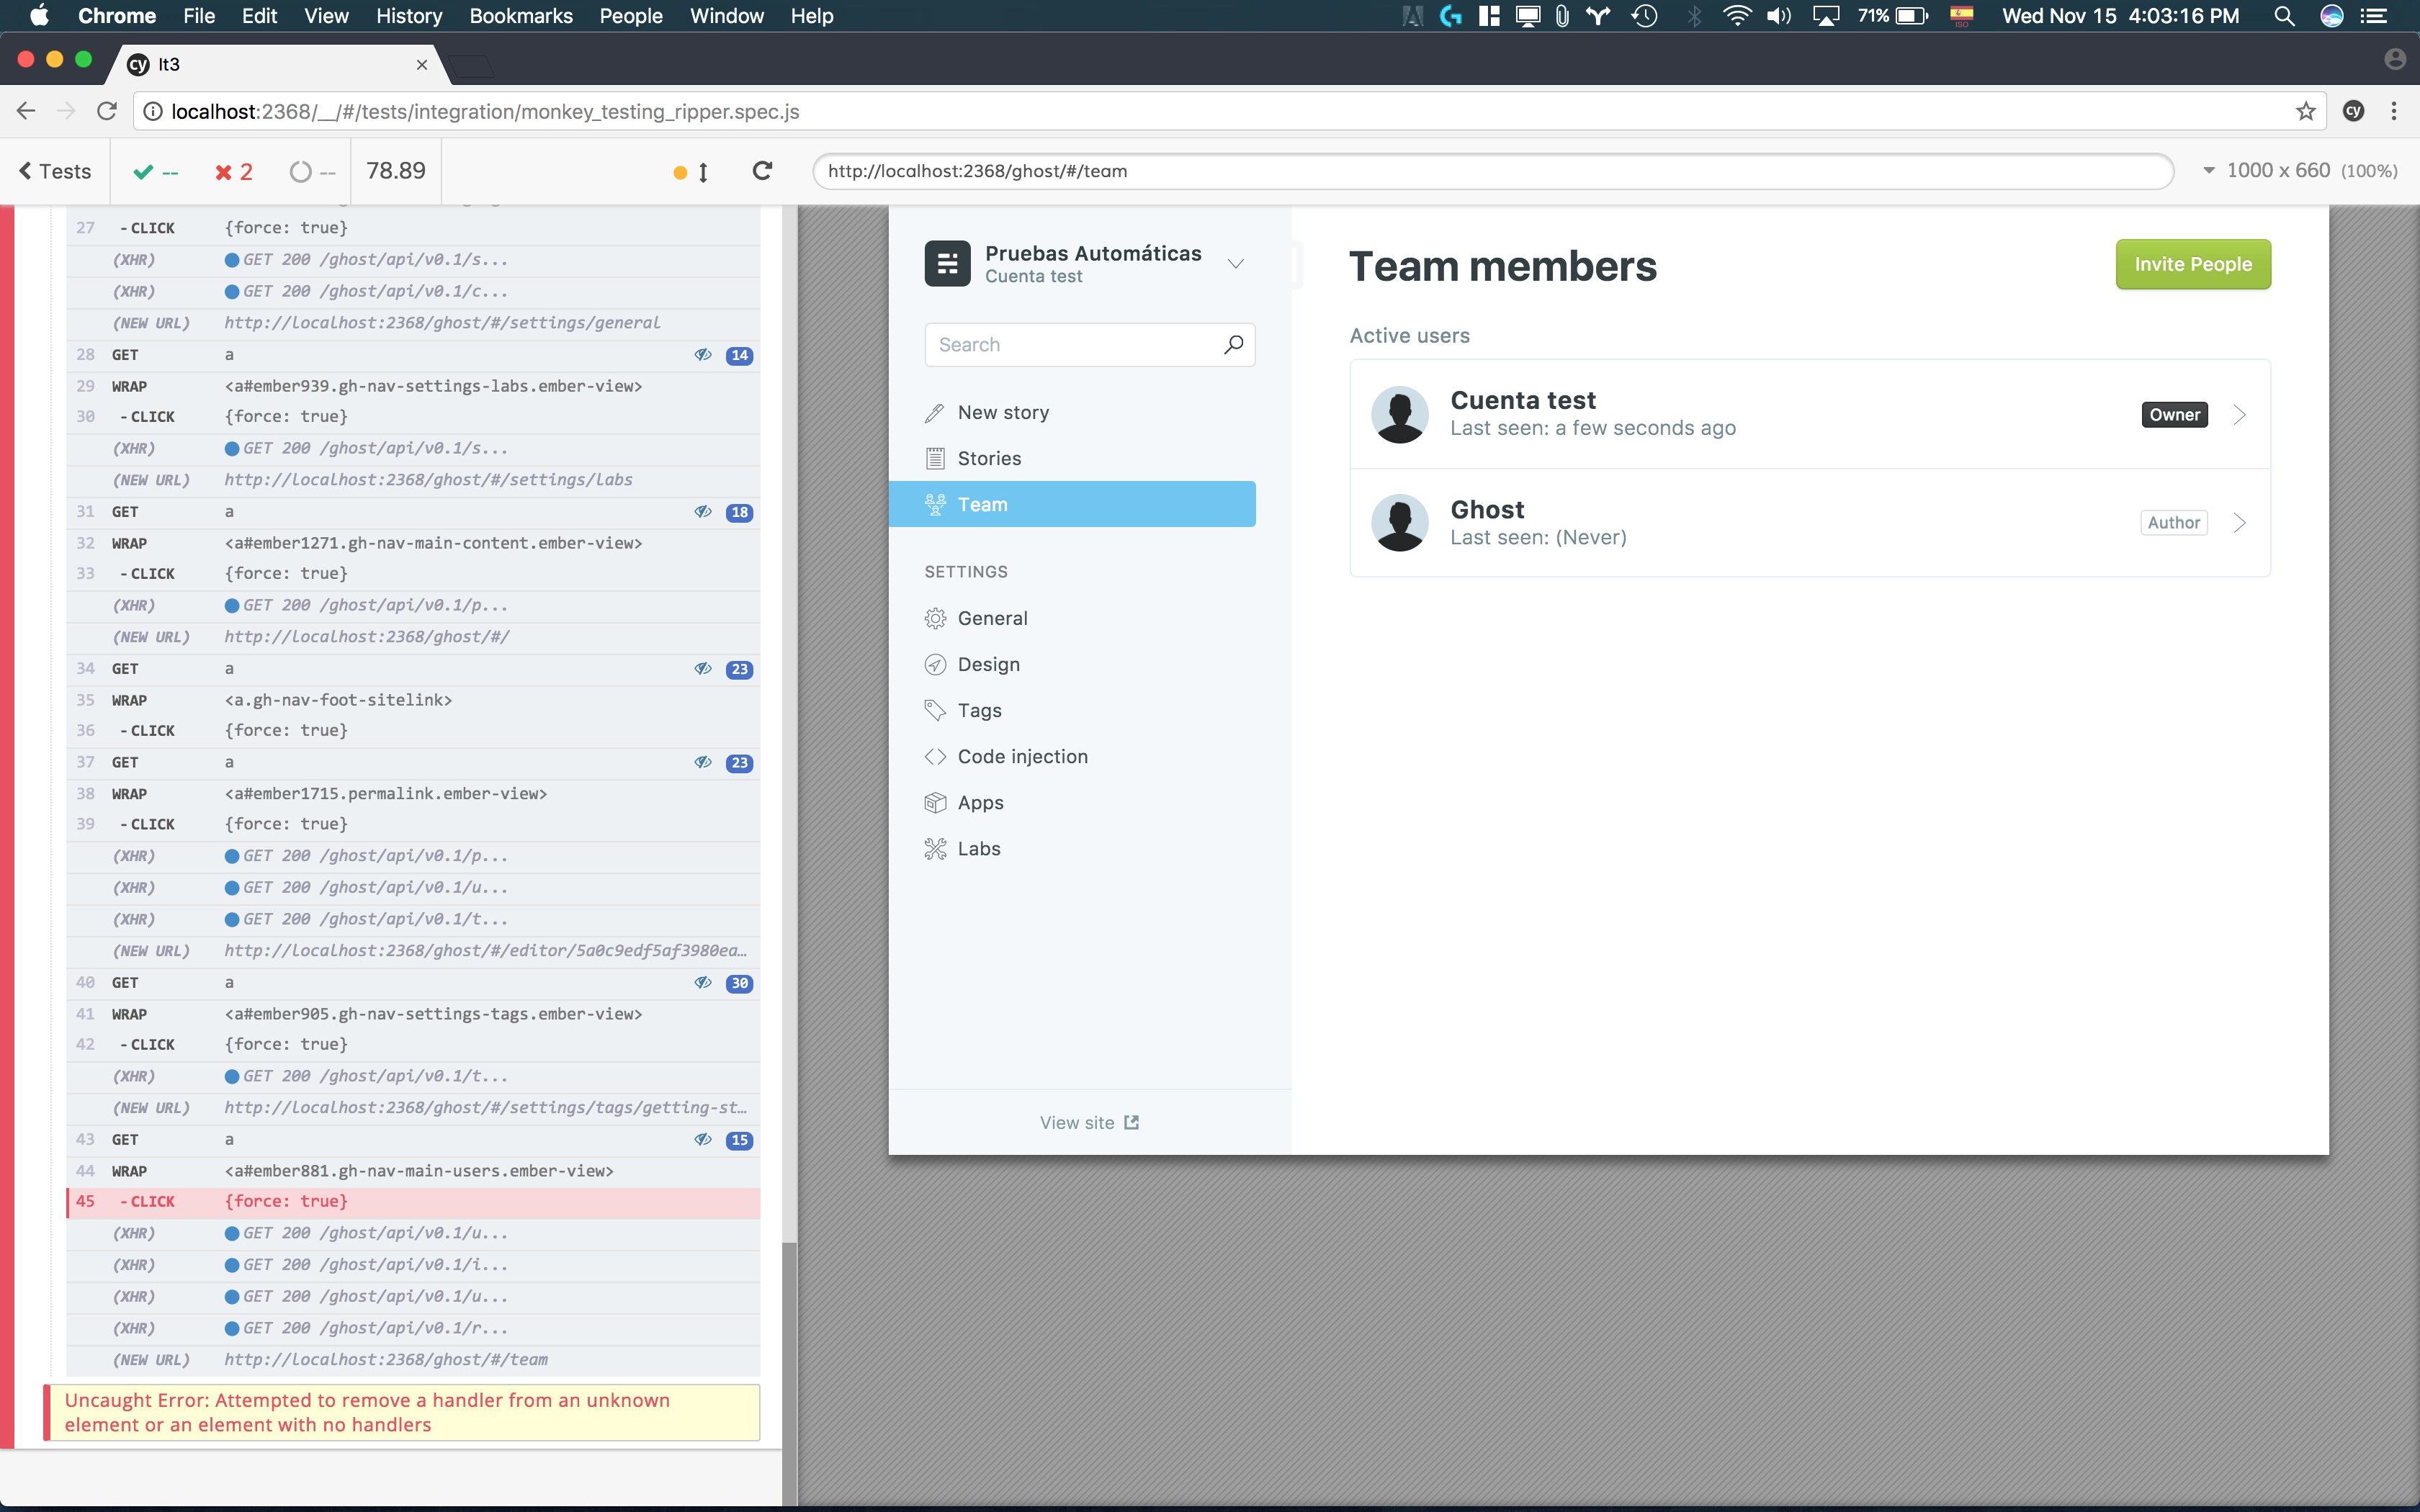 Chrome File Edit View History Bookmarks People Window Help 71% ISO Wed Nov 15 4:03:16 PM
cy lt3
localhost:2368/__/#/tests/integration/monkey_testing_ripper.spec.js cy
Tests -- 2 -- 78.89 http://localhost:2368/ghost/#/team 1000 x 660 (100%)
27 - CLICK {force: true}
(XHR) GET 200 /ghost/api/v0.1/s...
(XHR) GET 200 /ghost/api/v0.1/c...
(NEW URL) http://localhost:2368/ghost/#/settings/general
28 GET a 14
29 WRAP <a#ember939.gh-nav-settings-labs.ember-view>
30 - CLICK {force: true}
(XHR) GET 200 /ghost/api/v0.1/s...
(NEW URL) http://localhost:2368/ghost/#/settings/labs
31 GET a 18
32 WRAP <a#ember1271.gh-nav-main-content.ember-view>
33 - CLICK {force: true}
(XHR) GET 200 /ghost/api/v0.1/p...
(NEW URL) http://localhost:2368/ghost/#/
34 GET a 23
35 WRAP <a.gh-nav-foot-sitelink>
36 - CLICK {force: true}
37 GET a 23
38 WRAP <a#ember1715.permalink.ember-view>
39 - CLICK {force: true}
(XHR) GET 200 /ghost/api/v0.1/p...
(XHR) GET 200 /ghost/api/v0.1/u...
(XHR) GET 200 /ghost/api/v0.1/t...
(NEW URL) http://localhost:2368/ghost/#/editor/5a0c9edf5af3980ea...
40 GET a 30
41 WRAP <a#ember905.gh-nav-settings-tags.ember-view>
42 - CLICK {force: true}
(XHR) GET 200 /ghost/api/v0.1/t...
(NEW URL) http://localhost:2368/ghost/#/settings/tags/getting-st...
43 GET a 15
44 WRAP <a#ember881.gh-nav-main-users.ember-view>
45 - CLICK {force: true}
(XHR) GET 200 /ghost/api/v0.1/u...
(XHR) GET 200 /ghost/api/v0.1/i...
(XHR) GET 200 /ghost/api/v0.1/u...
(XHR) GET 200 /ghost/api/v0.1/r...
(NEW URL) http://localhost:2368/ghost/#/team
Uncaught Error: Attempted to remove a handler from an unknown
element or an element with no handlers
Pruebas Automáticas
Cuenta test
Search
New story
Stories
Team
SETTINGS
General
Design
Tags
Code injection
Apps
Labs
View site
Team members
Invite People
Active users
Cuenta test
Last seen: a few seconds ago
Owner
Ghost
Last seen: (Never)
Author